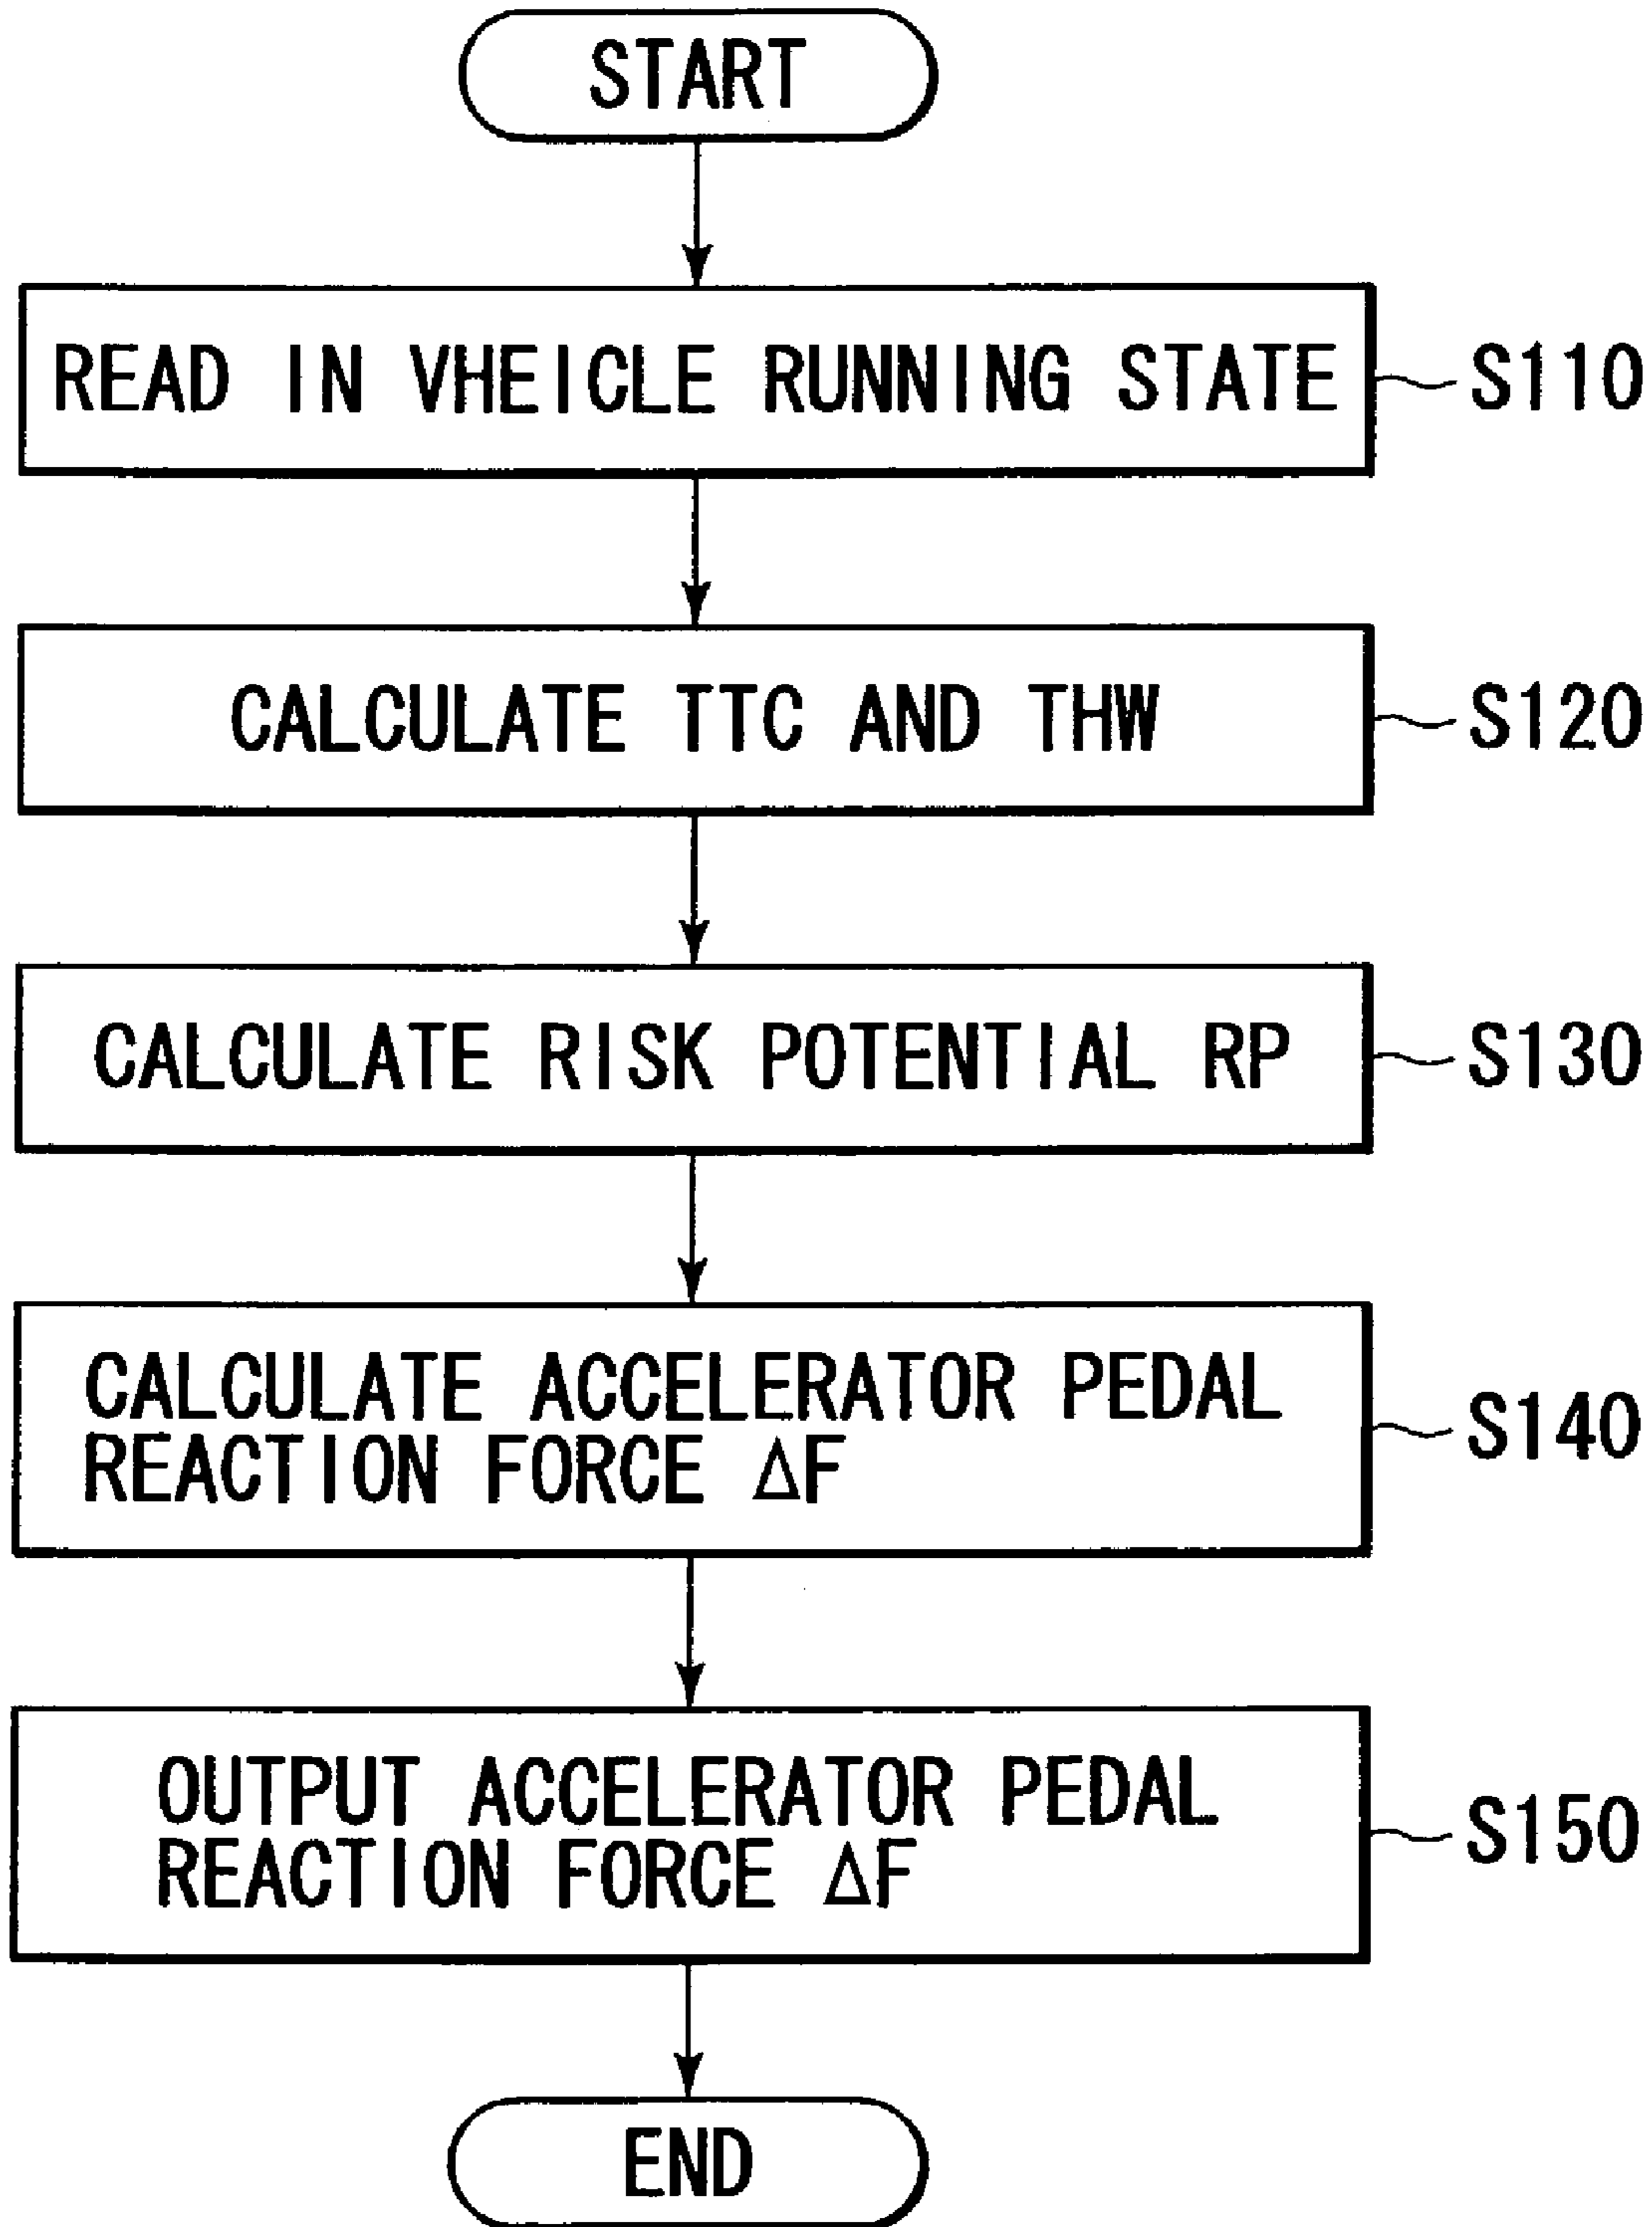 START
READ IN VHEICLE RUNNING STATE
S110
CALCULATE TTC AND THW
S120
CALCULATE RISK POTENTIAL RP
S130
CALCULATE ACCELERATOR PEDAL
REACTION FORCE ΔF
S140
OUTPUT ACCELERATOR PEDAL
REACTION FORCE ΔF
S150
END